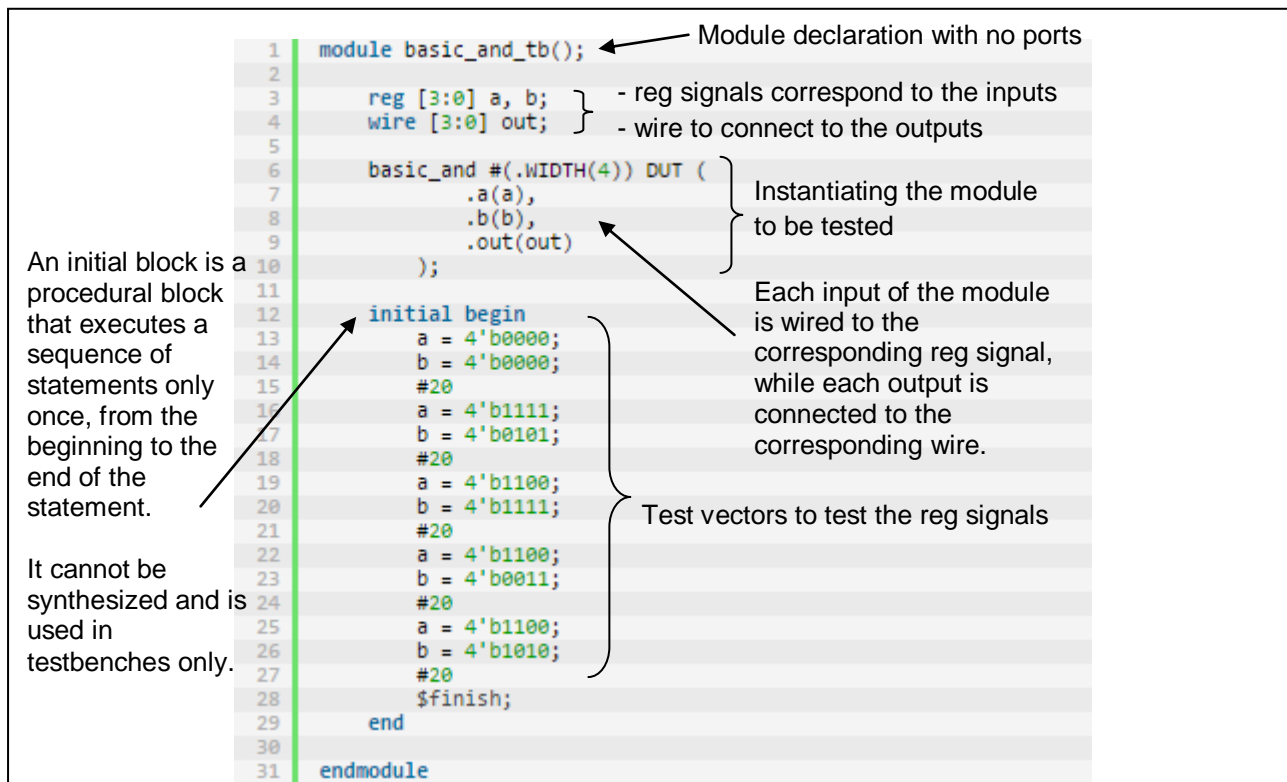 1 module basic_and_tb();
2
3 reg [3:0] a, b;
4 wire [3:0] out;
5
6 basic_and #(.WIDTH(4)) DUT (
7 .a(a),
8 .b(b),
9 .out(out)
10 );
11
12 initial begin
13 a = 4'b0000;
14 b = 4'b0000;
15 #20
16 a = 4'b1111;
17 b = 4'b0101;
18 #20
19 a = 4'b1100;
20 b = 4'b1111;
21 #20
22 a = 4'b1100;
23 b = 4'b0011;
24 #20
25 a = 4'b1100;
26 b = 4'b1010;
27 #20
28 $finish;
29 end
30
31 endmodule
Module declaration with no ports
- reg signals correspond to the inputs
- wire to connect to the outputs
Instantiating the module
to be tested
Each input of the module
is wired to the
corresponding reg signal,
while each output is
connected to the
corresponding wire.
Test vectors to test the reg signals
An initial block is a
procedural block
that executes a
sequence of
statements only
once, from the
beginning to the
end of the
statement.
It cannot be
synthesized and is
used in
testbenches only.